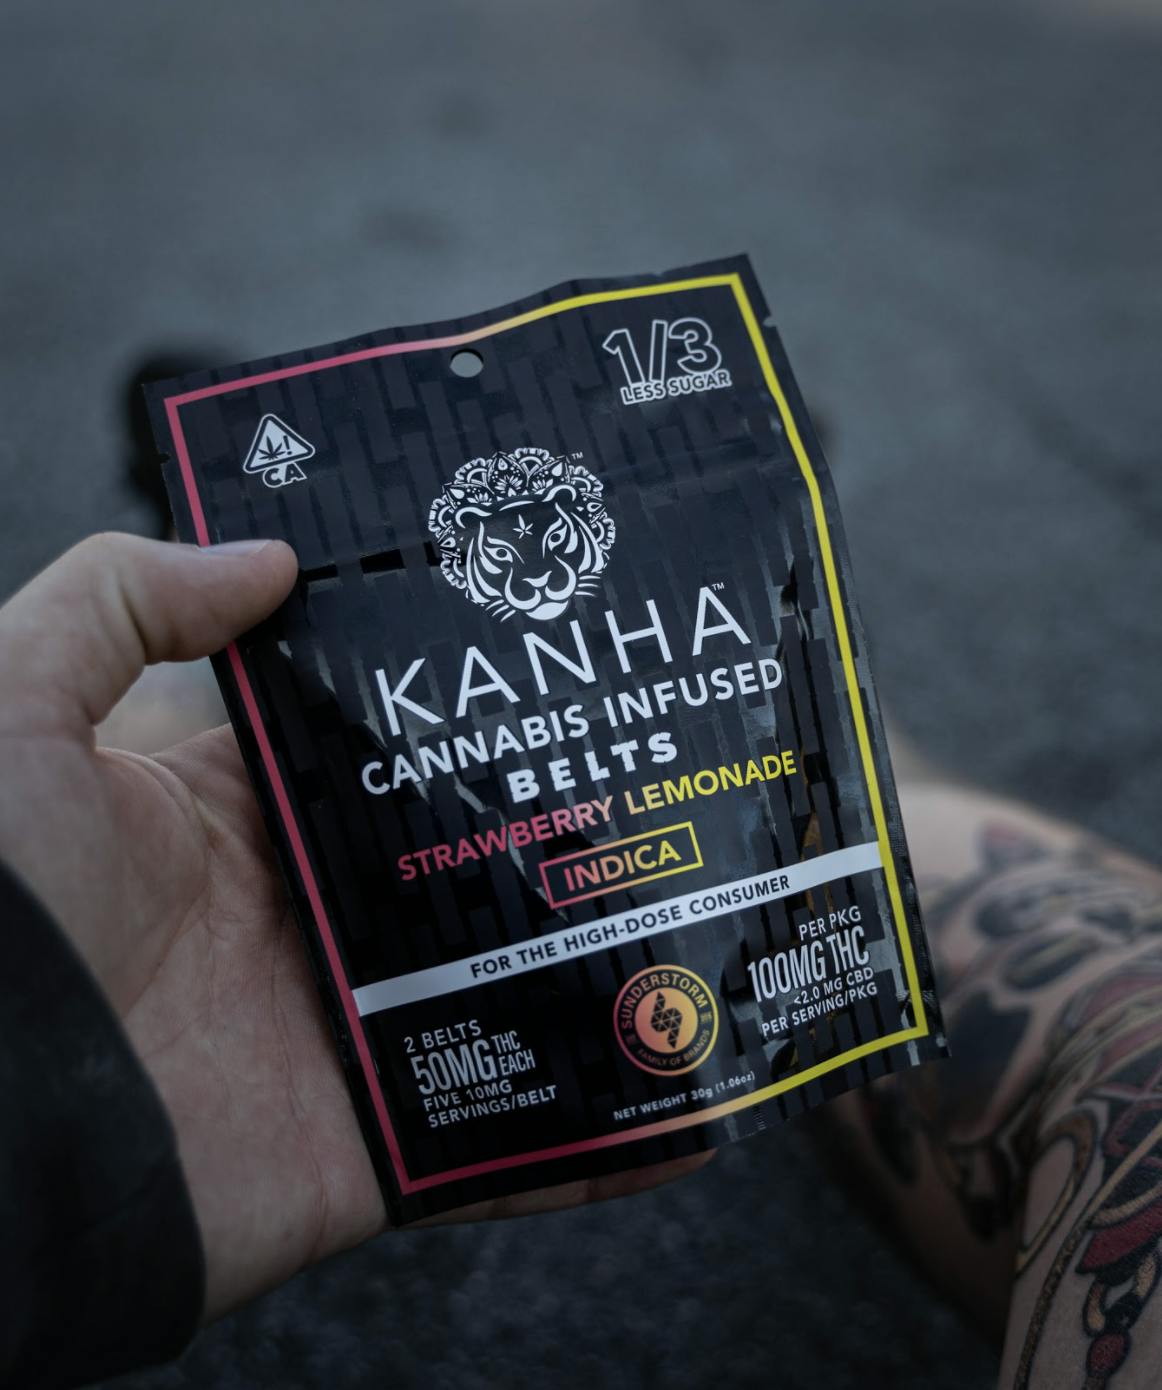 1/3
LESS SUGAR
!
CA
™
KANHA™
CANNABIS INFUSED
BELTS
STRAWBERRY LEMONADE
INDICA
FOR THE HIGH-DOSE CONSUMER
2 BELTS
50MG THC EACH
FIVE 10MG
SERVINGS/BELT
SUNDERSTORM
FAMILY OF BRANDS
PER PKG
100MG THC
<2.0 MG CBD
PER SERVING/PKG
NET WEIGHT 30g (1.06oz)